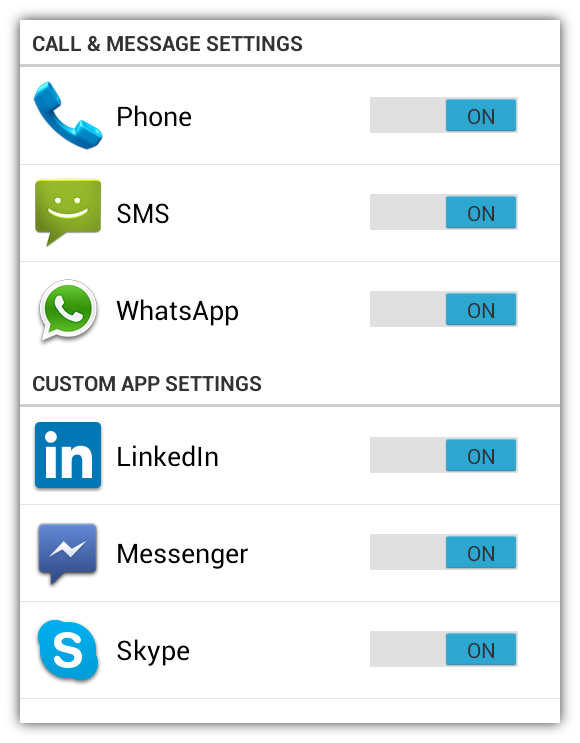 CALL & MESSAGE SETTINGS
Phone ON
SMS ON
WhatsApp ON
CUSTOM APP SETTINGS
in LinkedIn ON
Messenger ON
S Skype ON